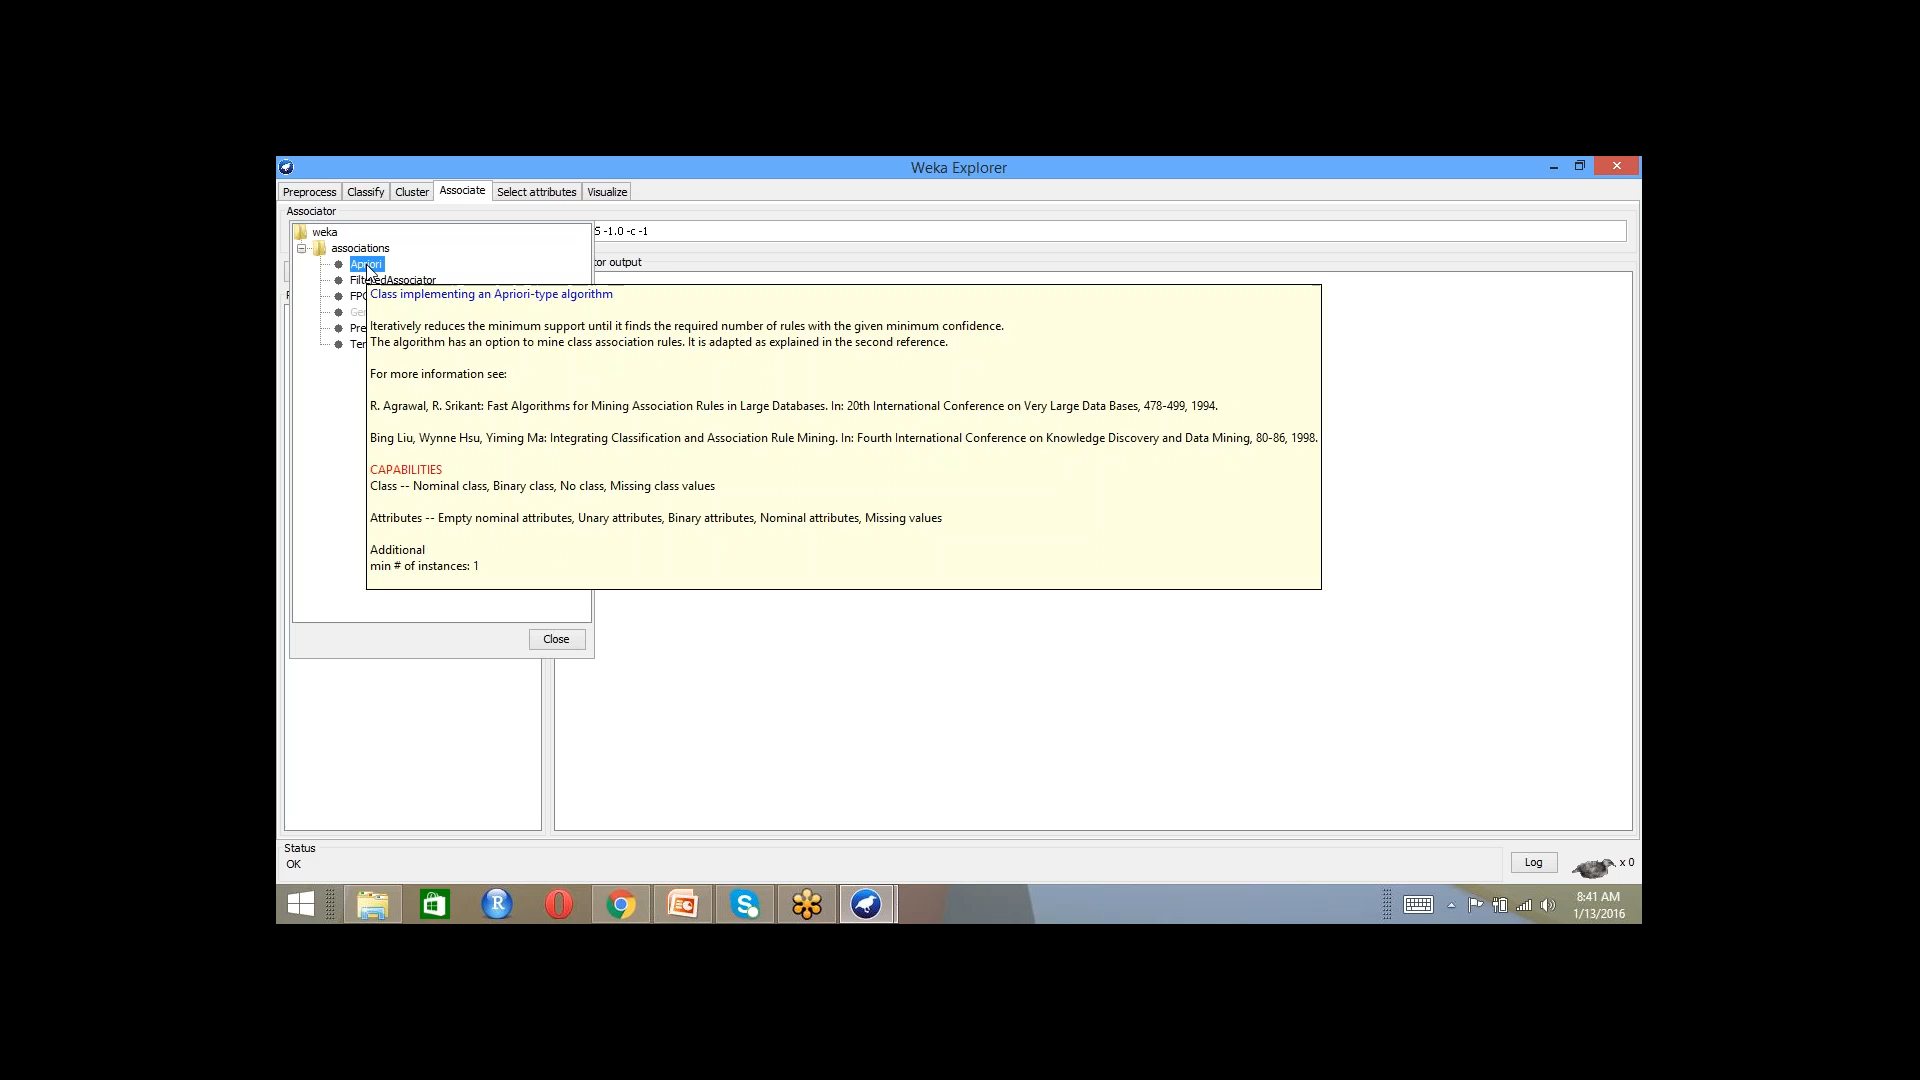 Weka Explorer
Preprocess Classify Cluster Associate Select attributes Visualize
Associator
weka
5 -1.0 -c -1
associations
Apriori
tor output
FilteredAssociator
Class implementing an Apriori-type algorithm
Iteratively reduces the minimum support until it finds the required number of rules with the given minimum confidence.
The algorithm has an option to mine class association rules. It is adapted as explained in the second reference.
For more information see:
R. Agrawal, R. Srikant: Fast Algorithms for Mining Association Rules in Large Databases. In: 20th International Conference on Very Large Data Bases, 478-499, 1994.
Bing Liu, Wynne Hsu, Yiming Ma: Integrating Classification and Association Rule Mining. In: Fourth International Conference on Knowledge Discovery and Data Mining, 80-86, 1998.
CAPABILITIES
Class -- Nominal class, Binary class, No class, Missing class values
Attributes -- Empty nominal attributes, Unary attributes, Binary attributes, Nominal attributes, Missing values
Additional
min # of instances: 1
Close
Status
OK
Log
x 0
8:41 AM
1/13/2016